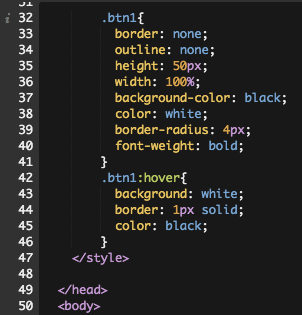 31
32 .btn1{
33 border: none;
34 outline: none;
35 height: 50px;
36 width: 100%;
37 background-color: black;
38 color: white;
39 border-radius: 4px;
40 font-weight: bold;
41 }
42 .btn1:hover{
43 background: white;
44 border: 1px solid;
45 color: black;
46 }
47 </style>
48
49 </head>
50 <body>